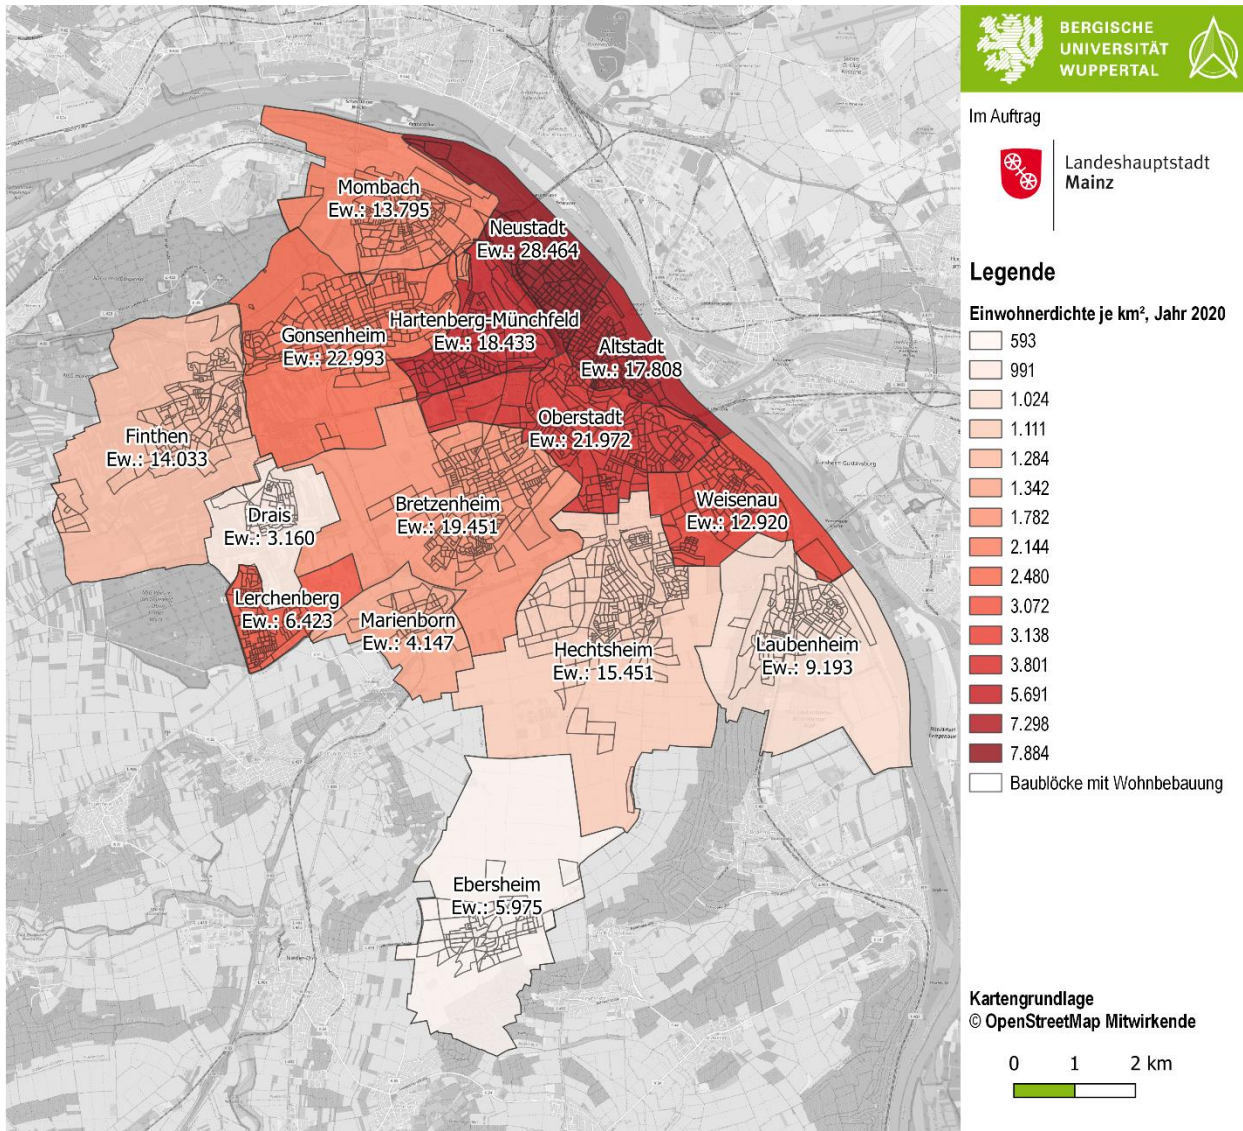 Mombach
Ew.: 13.795
Neustadt
Ew.: 28.464
Hartenberg-Münchfeld
Ew.: 18.433
Gonsenheim
Ew.: 22.993
Altstadt
Ew.: 17.808
Oberstadt
Ew.: 21.972
Finthen
Ew.: 14.033
Bretzenheim
Ew.: 19.451
Weisenau
Ew.: 12.920
Drais
Ew.: 3.160
Lerchenberg
Ew.: 6.423
Marienborn
Ew.: 4.147
Hechtsheim
Ew.: 15.451
Laubenheim
Ew.: 9.193
Ebersheim
Ew.: 5.975
BERGISCHE
UNIVERSITÄT
WUPPERTAL
Im Auftrag
Landeshauptstadt
Mainz
Legende
Einwohnerdichte je km², Jahr 2020
593
991
1.024
1.111
1.284
1.342
1.782
2.144
2.480
3.072
3.138
3.801
5.691
7.298
7.884
Baublöcke mit Wohnbebauung
Kartengrundlage
© OpenStreetMap Mitwirkende
0 1 2 km